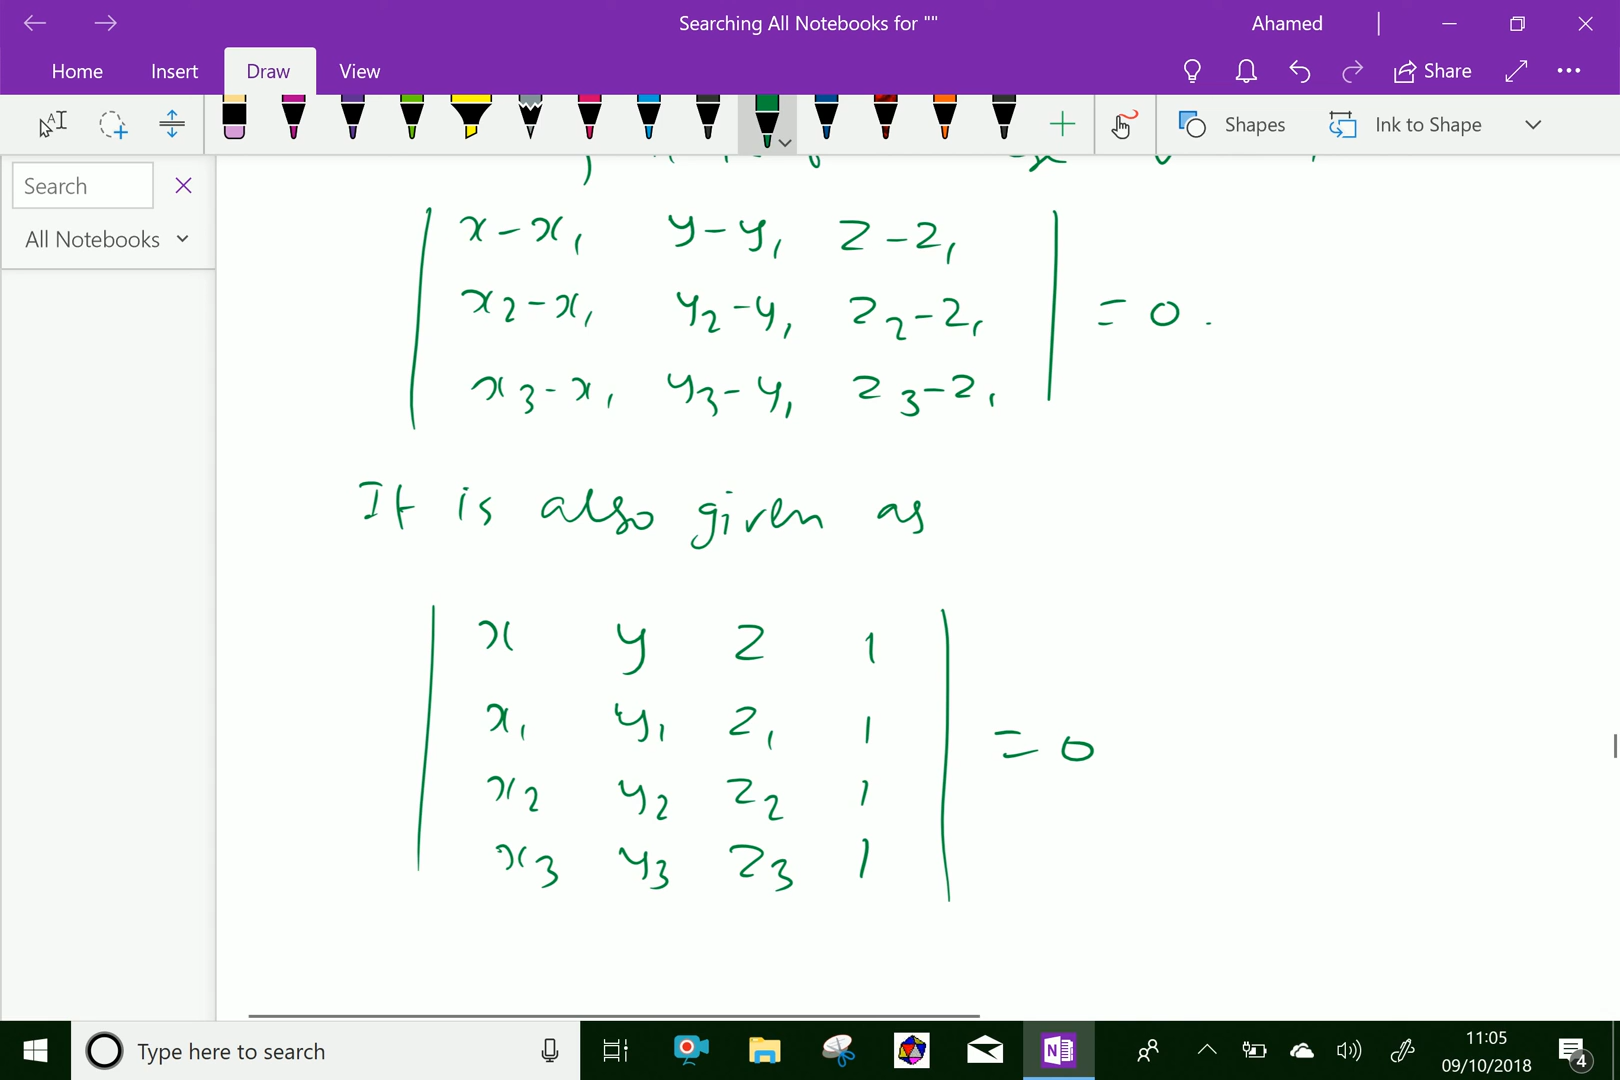 Searching All Notebooks for ""
Ahamed
Home Insert Draw View
Share
Shapes Ink to Shape
Search
All Notebooks
x - x₁ y - y₁ z - z₁
x₂ - x₁ y₂ - y₁ z₂ - z₁ = 0.
x₃ - x₁ y₃ - y₁ z₃ - z₁
It is also given as
x y z 1
x₁ y₁ z₁ 1
= 0
x₂ y₂ z₂ 1
x₃ y₃ z₃ 1
Type here to search
11:05
09/10/2018
4